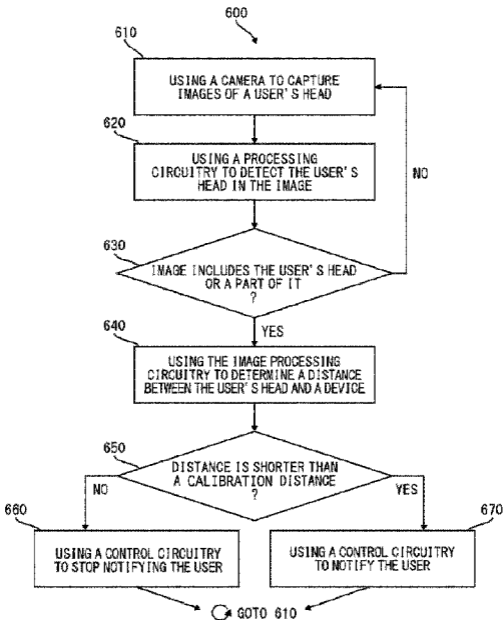 600
610
USING A CAMERA TO CAPTURE
IMAGES OF A USER'S HEAD
620
USING A PROCESSING
CIRCUITRY TO DETECT THE USER'S
HEAD IN THE IMAGE
NO
630
IMAGE INCLUDES THE USER'S HEAD
OR A PART OF IT
?
YES
640
USING THE IMAGE PROCESSING
CIRCUITRY TO DETERMINE A DISTANCE
BETWEEN THE USER'S HEAD AND A DEVICE
650
DISTANCE IS SHORTER THAN
A CALIBRATION DISTANCE
?
NO
YES
660
USING A CONTROL CIRCUITRY
TO STOP NOTIFYING THE USER
670
USING A CONTROL CIRCUITRY
TO NOTIFY THE USER
GOTO 610